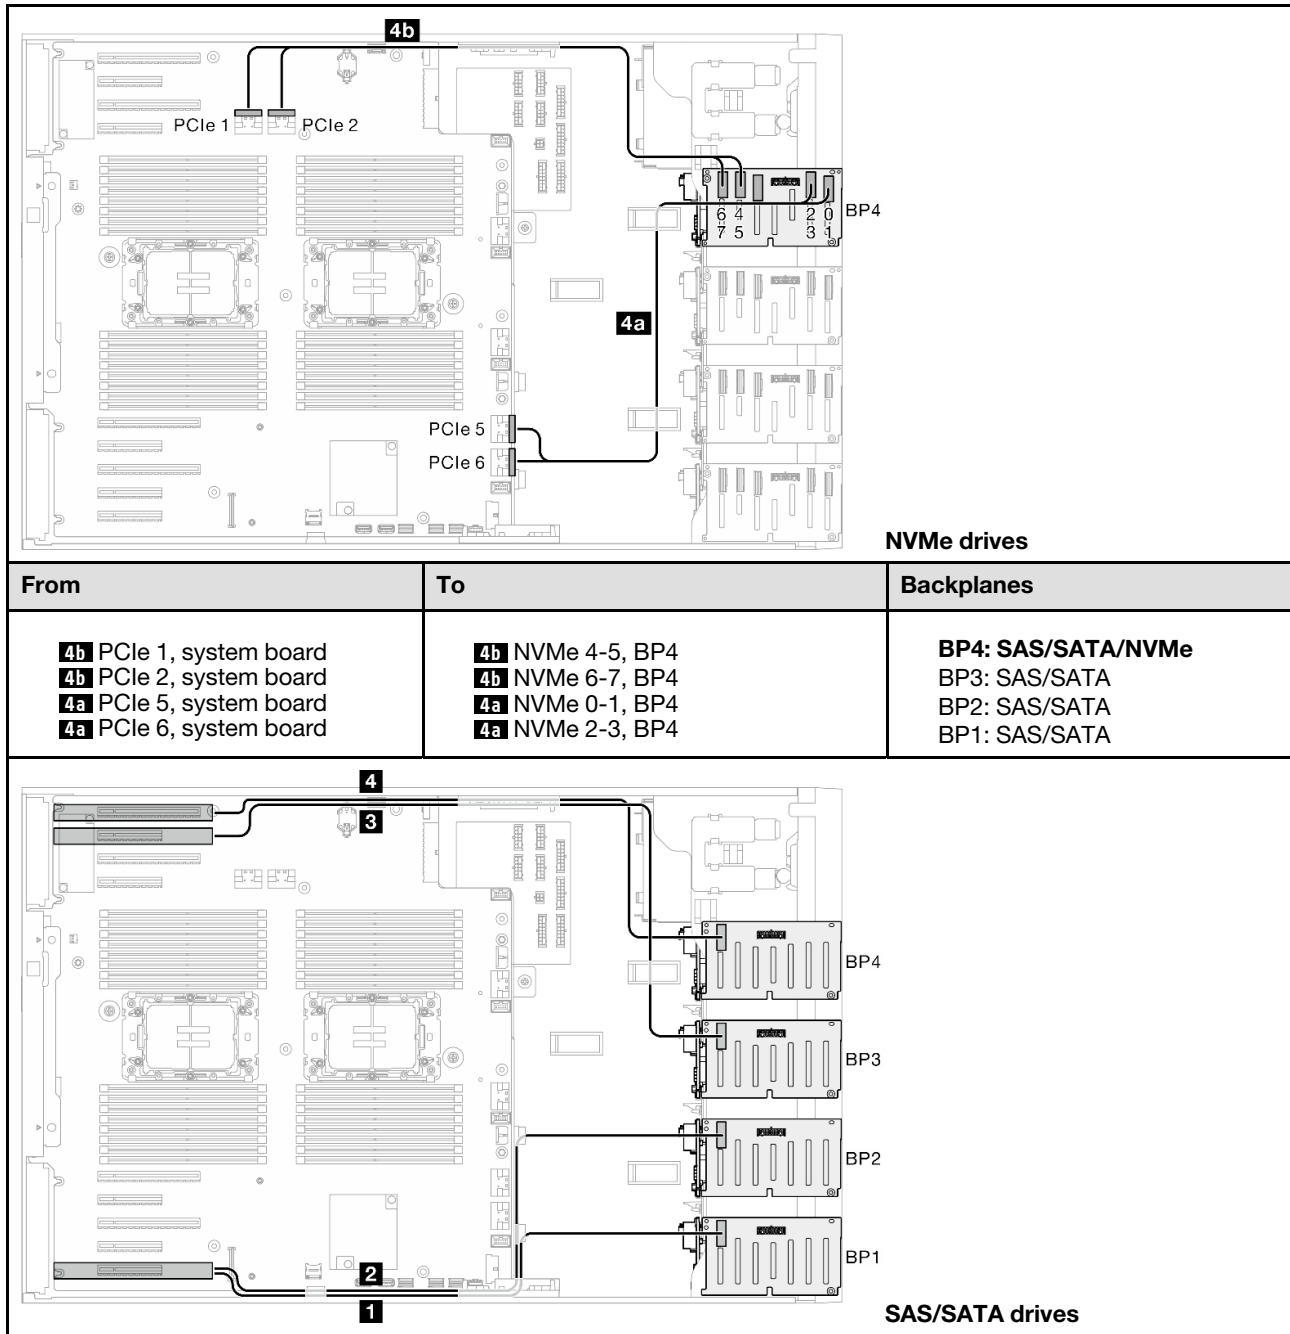 4b
PCIe 1
PCIe 2
6 4 2 0
7 5 3 1
BP4
4a
PCIe 5
PCIe 6
NVMe drives
From To Backplanes
4b PCIe 1, system board
4b PCIe 2, system board
4a PCIe 5, system board
4a PCIe 6, system board
4b NVMe 4-5, BP4
4b NVMe 6-7, BP4
4a NVMe 0-1, BP4
4a NVMe 2-3, BP4
BP4: SAS/SATA/NVMe
BP3: SAS/SATA
BP2: SAS/SATA
BP1: SAS/SATA
4
3
BP4
BP3
BP2
BP1
2
1
SAS/SATA drives